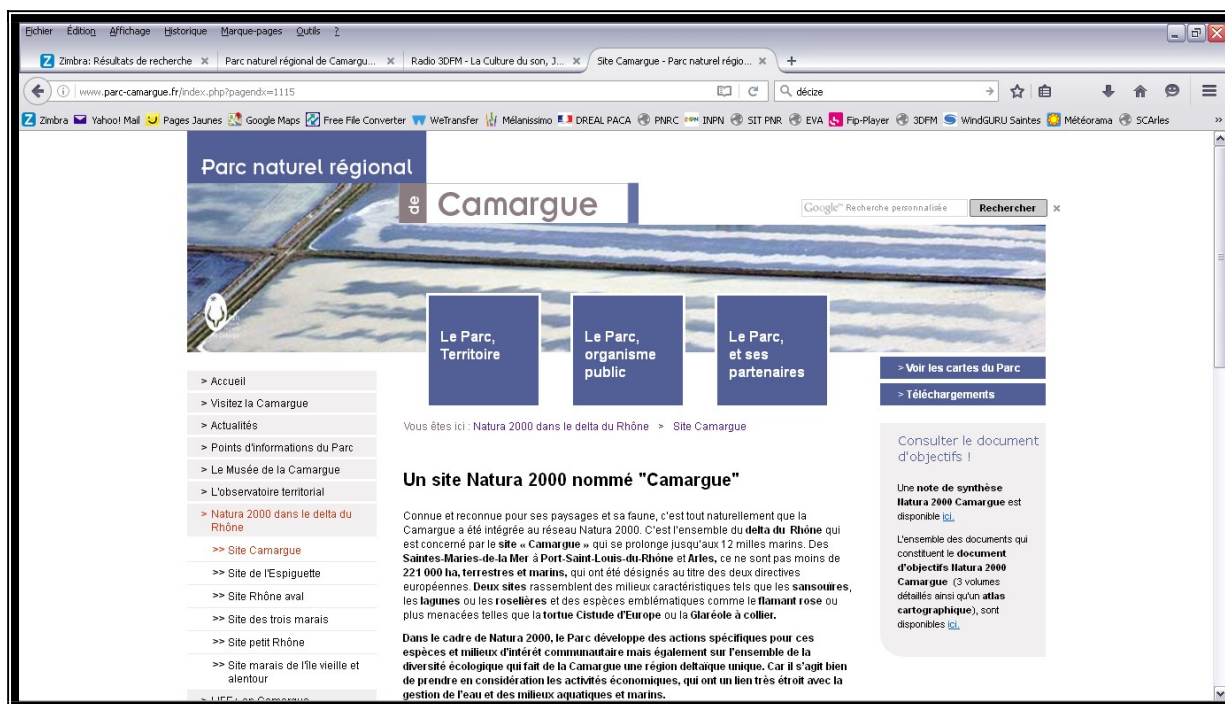 Fichier Édition Affichage Historique Marque-pages Outils ?
Zimbra: Résultats de recherche
Parc naturel régional de Camargu...
Radio 3DFM - La Culture du son, J...
Site Camargue - Parc naturel régio...
www.parc-camargue.fr/index.php?pagendx=1115
décize
Zimbra Yahoo! Mail Pages Jaunes Google Maps Free File Converter WeTransfer Mélanissimo DREAL PACA PNRC INPN SIT PNR EVA Fip-Player 3DFM WindGURU Saintes Météorama SCArles »
Parc naturel régional
de Camargue
Google™ Recherche personnalisée
Rechercher
Le Parc,
Territoire
Le Parc,
organisme
public
Le Parc,
et ses
partenaires
> Voir les cartes du Parc
> Téléchargements
> Accueil
> Visitez la Camargue
> Actualités
> Points d'informations du Parc
> Le Musée de la Camargue
> L'observatoire territorial
> Natura 2000 dans le delta du
Rhône
>> Site Camargue
>> Site de l'Espiguette
>> Site Rhône aval
>> Site des trois marais
>> Site petit Rhône
>> Site marais de l'île vieille et
alentour
> LIFE+ en Camargue
Vous êtes ici : Natura 2000 dans le delta du Rhône > Site Camargue
Un site Natura 2000 nommé "Camargue"
Connue et reconnue pour ses paysages et sa faune, c'est tout naturellement que la
Camargue a été intégrée au réseau Natura 2000. C'est l'ensemble du delta du Rhône qui
est concerné par le site « Camargue » qui se prolonge jusqu'aux 12 milles marins. Des
Saintes-Maries-de-la Mer à Port-Saint-Louis-du-Rhône et Arles, ce ne sont pas moins de
221 000 ha, terrestres et marins, qui ont été désignés au titre des deux directives
européennes. Deux sites rassemblent des milieux caractéristiques tels que les sansouïres,
les lagunes ou les roselières et des espèces emblématiques comme le flamant rose ou
plus menacées telles que la tortue Cistude d'Europe ou la Glaréole à collier.
Dans le cadre de Natura 2000, le Parc développe des actions spécifiques pour ces
espèces et milieux d'intérêt communautaire mais également sur l'ensemble de la
diversité écologique qui fait de la Camargue une région deltaïque unique. Car il s'agit bien
de prendre en considération les activités économiques, qui ont un lien très étroit avec la
gestion de l'eau et des milieux aquatiques et marins.
Consulter le document
d'objectifs !
Une note de synthèse
Natura 2000 Camargue est
disponible ici.
L'ensemble des documents qui
constituent le document
d'objectifs Natura 2000
Camargue (3 volumes
détaillés ainsi qu'un atlas
cartographique), sont
disponibles ici.